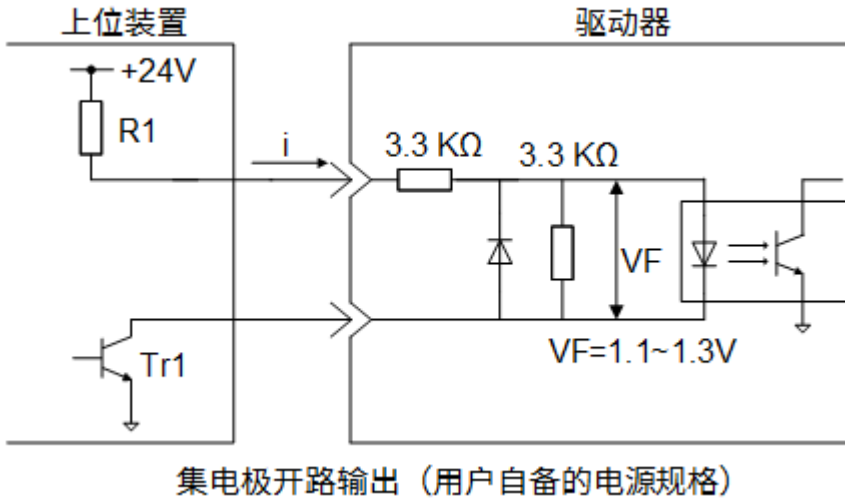 上位装置
驱动器
+24V
R1
i
3.3 KΩ
3.3 KΩ
VF
VF=1.1~1.3V
Tr1
集电极开路输出（用户自备的电源规格）